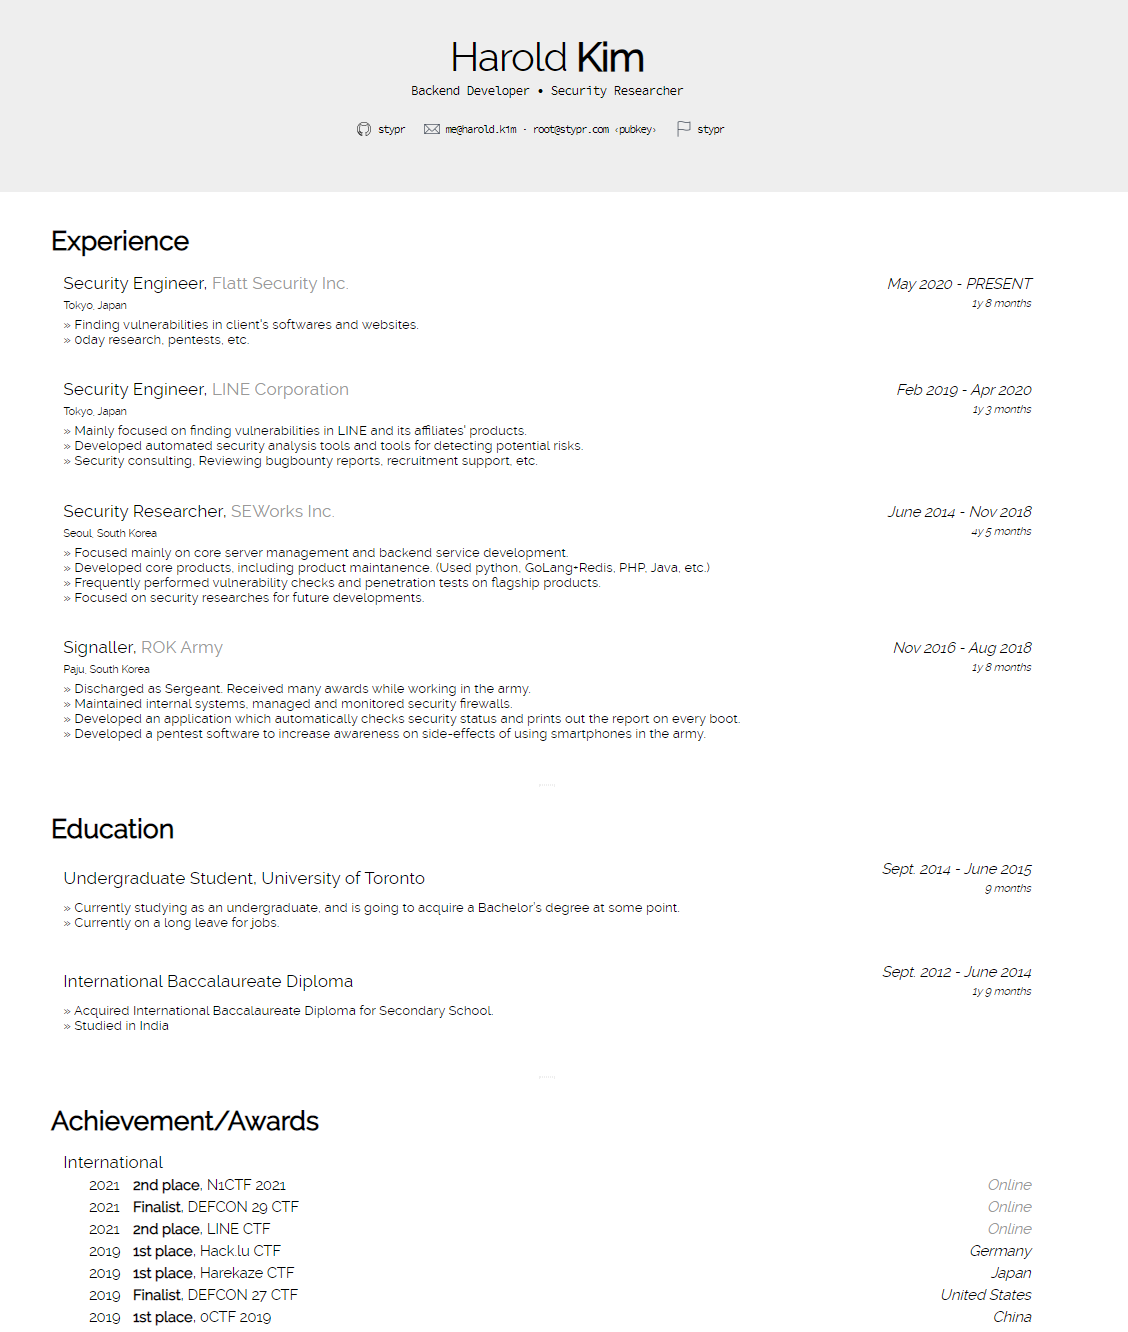 Harold Kim
Backend Developer • Security Researcher
stypr me@harold.kim · root@stypr.com ‹pubkey› stypr
Experience
Security Engineer, Flatt Security Inc. May 2020 - PRESENT
Tokyo, Japan 1y 8 months
» Finding vulnerabilities in client's softwares and websites.
» 0day research, pentests, etc.
Security Engineer, LINE Corporation Feb 2019 - Apr 2020
Tokyo, Japan 1y 3 months
» Mainly focused on finding vulnerabilities in LINE and its affiliates' products.
» Developed automated security analysis tools and tools for detecting potential risks.
» Security consulting, Reviewing bugbounty reports, recruitment support, etc.
Security Researcher, SEWorks Inc. June 2014 - Nov 2018
Seoul, South Korea 4y 5 months
» Focused mainly on core server management and backend service development.
» Developed core products, including product maintanence. (Used python, GoLang+Redis, PHP, Java, etc.)
» Frequently performed vulnerability checks and penetration tests on flagship products.
» Focused on security researches for future developments.
Signaller, ROK Army Nov 2016 - Aug 2018
Paju, South Korea 1y 8 months
» Discharged as Sergeant. Received many awards while working in the army.
» Maintained internal systems, managed and monitored security firewalls.
» Developed an application which automatically checks security status and prints out the report on every boot.
» Developed a pentest software to increase awareness on side-effects of using smartphones in the army.
Education
Undergraduate Student, University of Toronto Sept. 2014 - June 2015
9 months
» Currently studying as an undergraduate, and is going to acquire a Bachelor's degree at some point.
» Currently on a long leave for jobs.
International Baccalaureate Diploma Sept. 2012 - June 2014
1y 9 months
» Acquired International Baccalaureate Diploma for Secondary School.
» Studied in India
Achievement/Awards
International
2021 2nd place, N1CTF 2021 Online
2021 Finalist, DEFCON 29 CTF Online
2021 2nd place, LINE CTF Online
2019 1st place, Hack.lu CTF Germany
2019 1st place, Harekaze CTF Japan
2019 Finalist, DEFCON 27 CTF United States
2019 1st place, 0CTF 2019 China